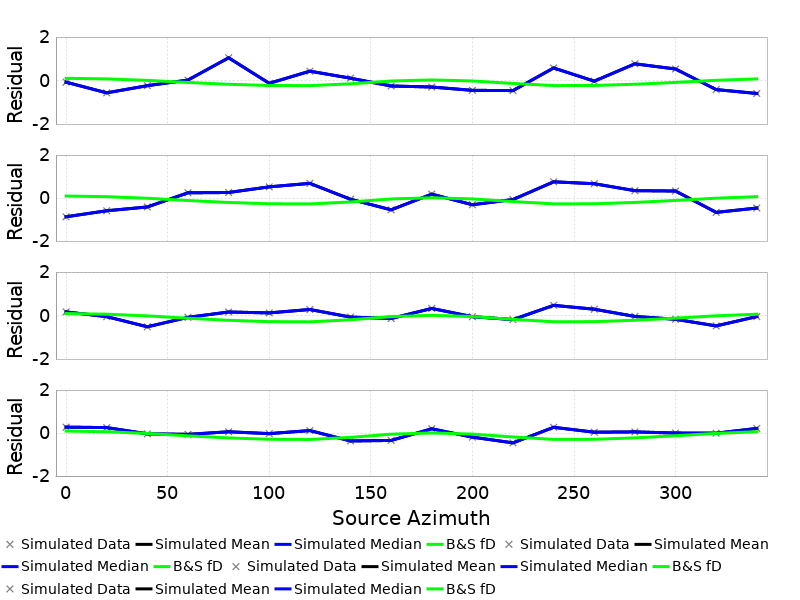 2
0
-2
Residual
2
0
-2
Residual
2
0
-2
Residual
2
0
-2
Residual
0 50 100 150 200 250 300
Source Azimuth
× Simulated Data Simulated Mean Simulated Median B&S fD × Simulated Data Simulated Mean
Simulated Median B&S fD × Simulated Data Simulated Mean Simulated Median B&S fD
× Simulated Data Simulated Mean Simulated Median B&S fD